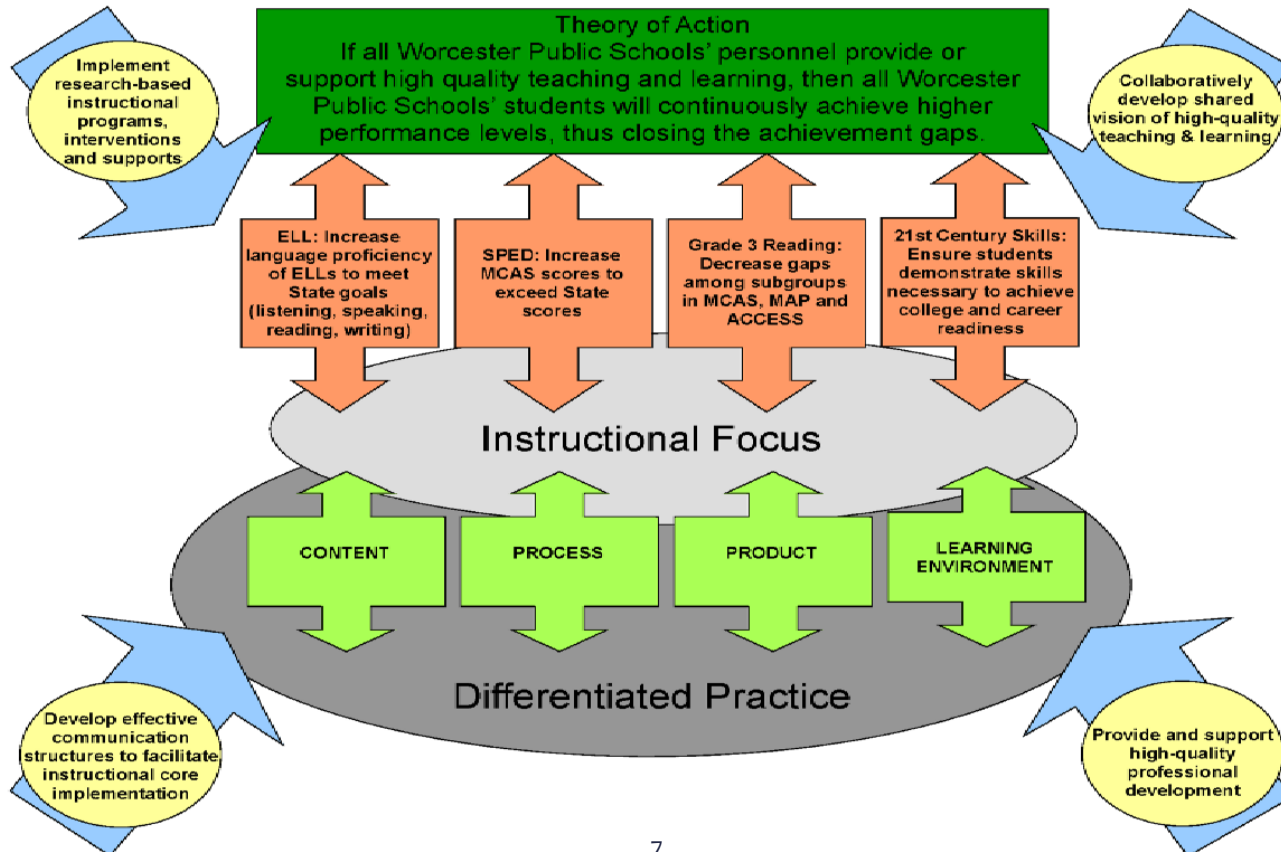 Theory of Action
If all Worcester Public Schools' personnel provide or
support high quality teaching and learning, then all Worcester
Public Schools' students will continuously achieve higher
performance levels, thus closing the achievement gaps.
Implement
research-based
instructional
programs,
interventions
and supports
Collaboratively
develop shared
vision of high-quality
teaching & learning
ELL: Increase
language proficiency
of ELLs to meet
State goals
(listening, speaking,
reading, writing)
SPED: Increase
MCAS scores to
exceed State
scores
Grade 3 Reading:
Decrease gaps
among subgroups
in MCAS, MAP and
ACCESS
21st Century Skills:
Ensure students
demonstrate skills
necessary to achieve
college and career
readiness
Instructional Focus
CONTENT
PROCESS
PRODUCT
LEARNING
ENVIRONMENT
Differentiated Practice
Develop effective
communication
structures to facilitate
instructional core
implementation
Provide and support
high-quality
professional
development
7